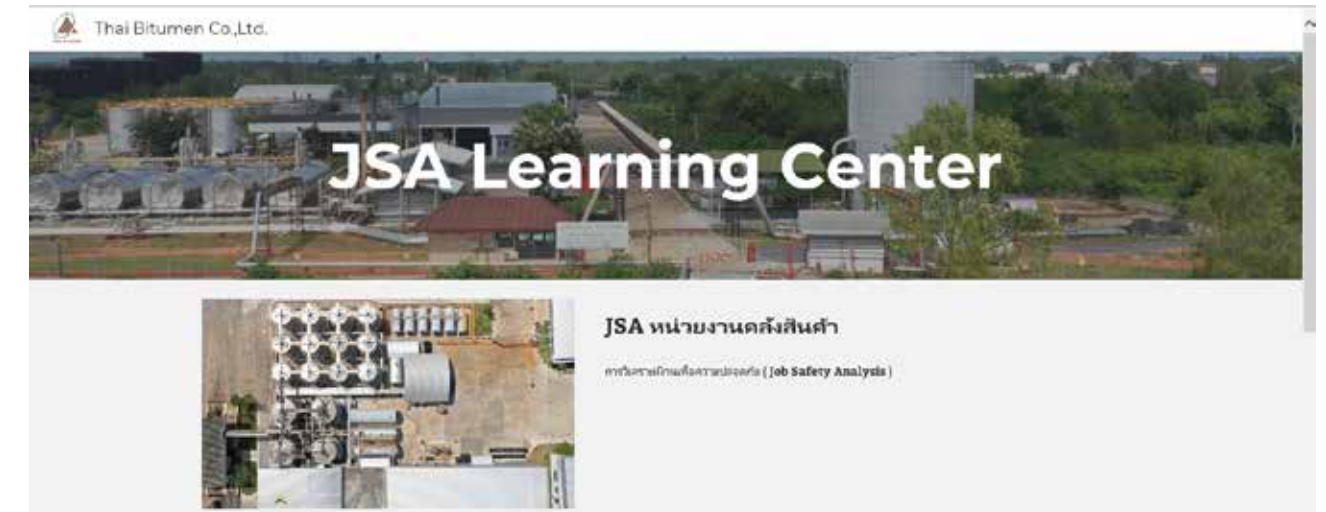 Thai Bitumen Co.,Ltd.
JSA Learning Center
JSA หน่วยงานคลังสินค้า
การวิเคราะห์งานเพื่อความปลอดภัย ( Job Safety Analysis )